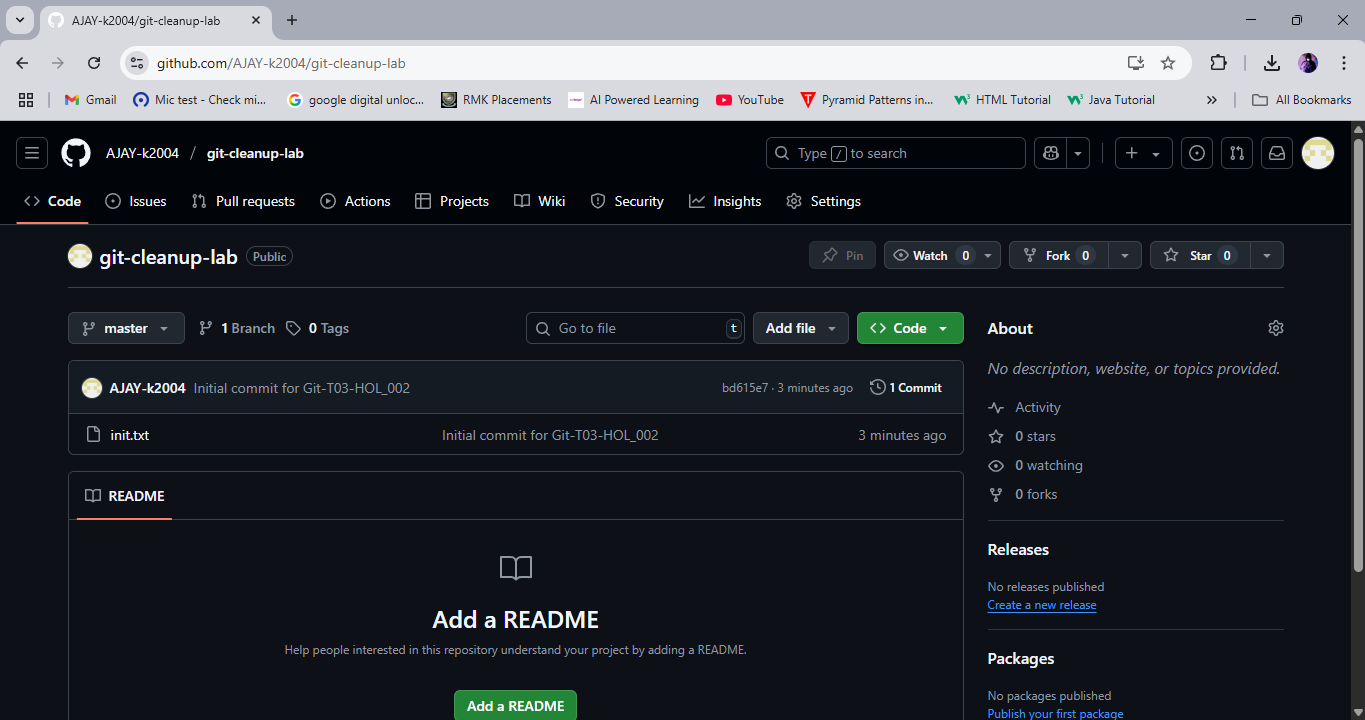 AJAY-k2004/git-cleanup-lab
github.com/AJAY-k2004/git-cleanup-lab
Gmail Mic test - Check mi... google digital unloc... RMK Placements AI Powered Learning YouTube Pyramid Patterns in... HTML Tutorial Java Tutorial All Bookmarks
AJAY-k2004 / git-cleanup-lab Type / to search
Code Issues Pull requests Actions Projects Wiki Security Insights Settings
git-cleanup-lab Public Pin Watch 0 Fork 0 Star 0
master 1 Branch 0 Tags Go to file t Add file Code
About
No description, website, or topics provided.
AJAY-k2004 Initial commit for Git-T03-HOL_002 bd615e7 · 3 minutes ago 1 Commit
Activity
init.txt Initial commit for Git-T03-HOL_002 3 minutes ago
0 stars
0 watching
0 forks
README
Releases
No releases published
Create a new release
Add a README
Help people interested in this repository understand your project by adding a README.
Add a README
Packages
No packages published
Publish your first package